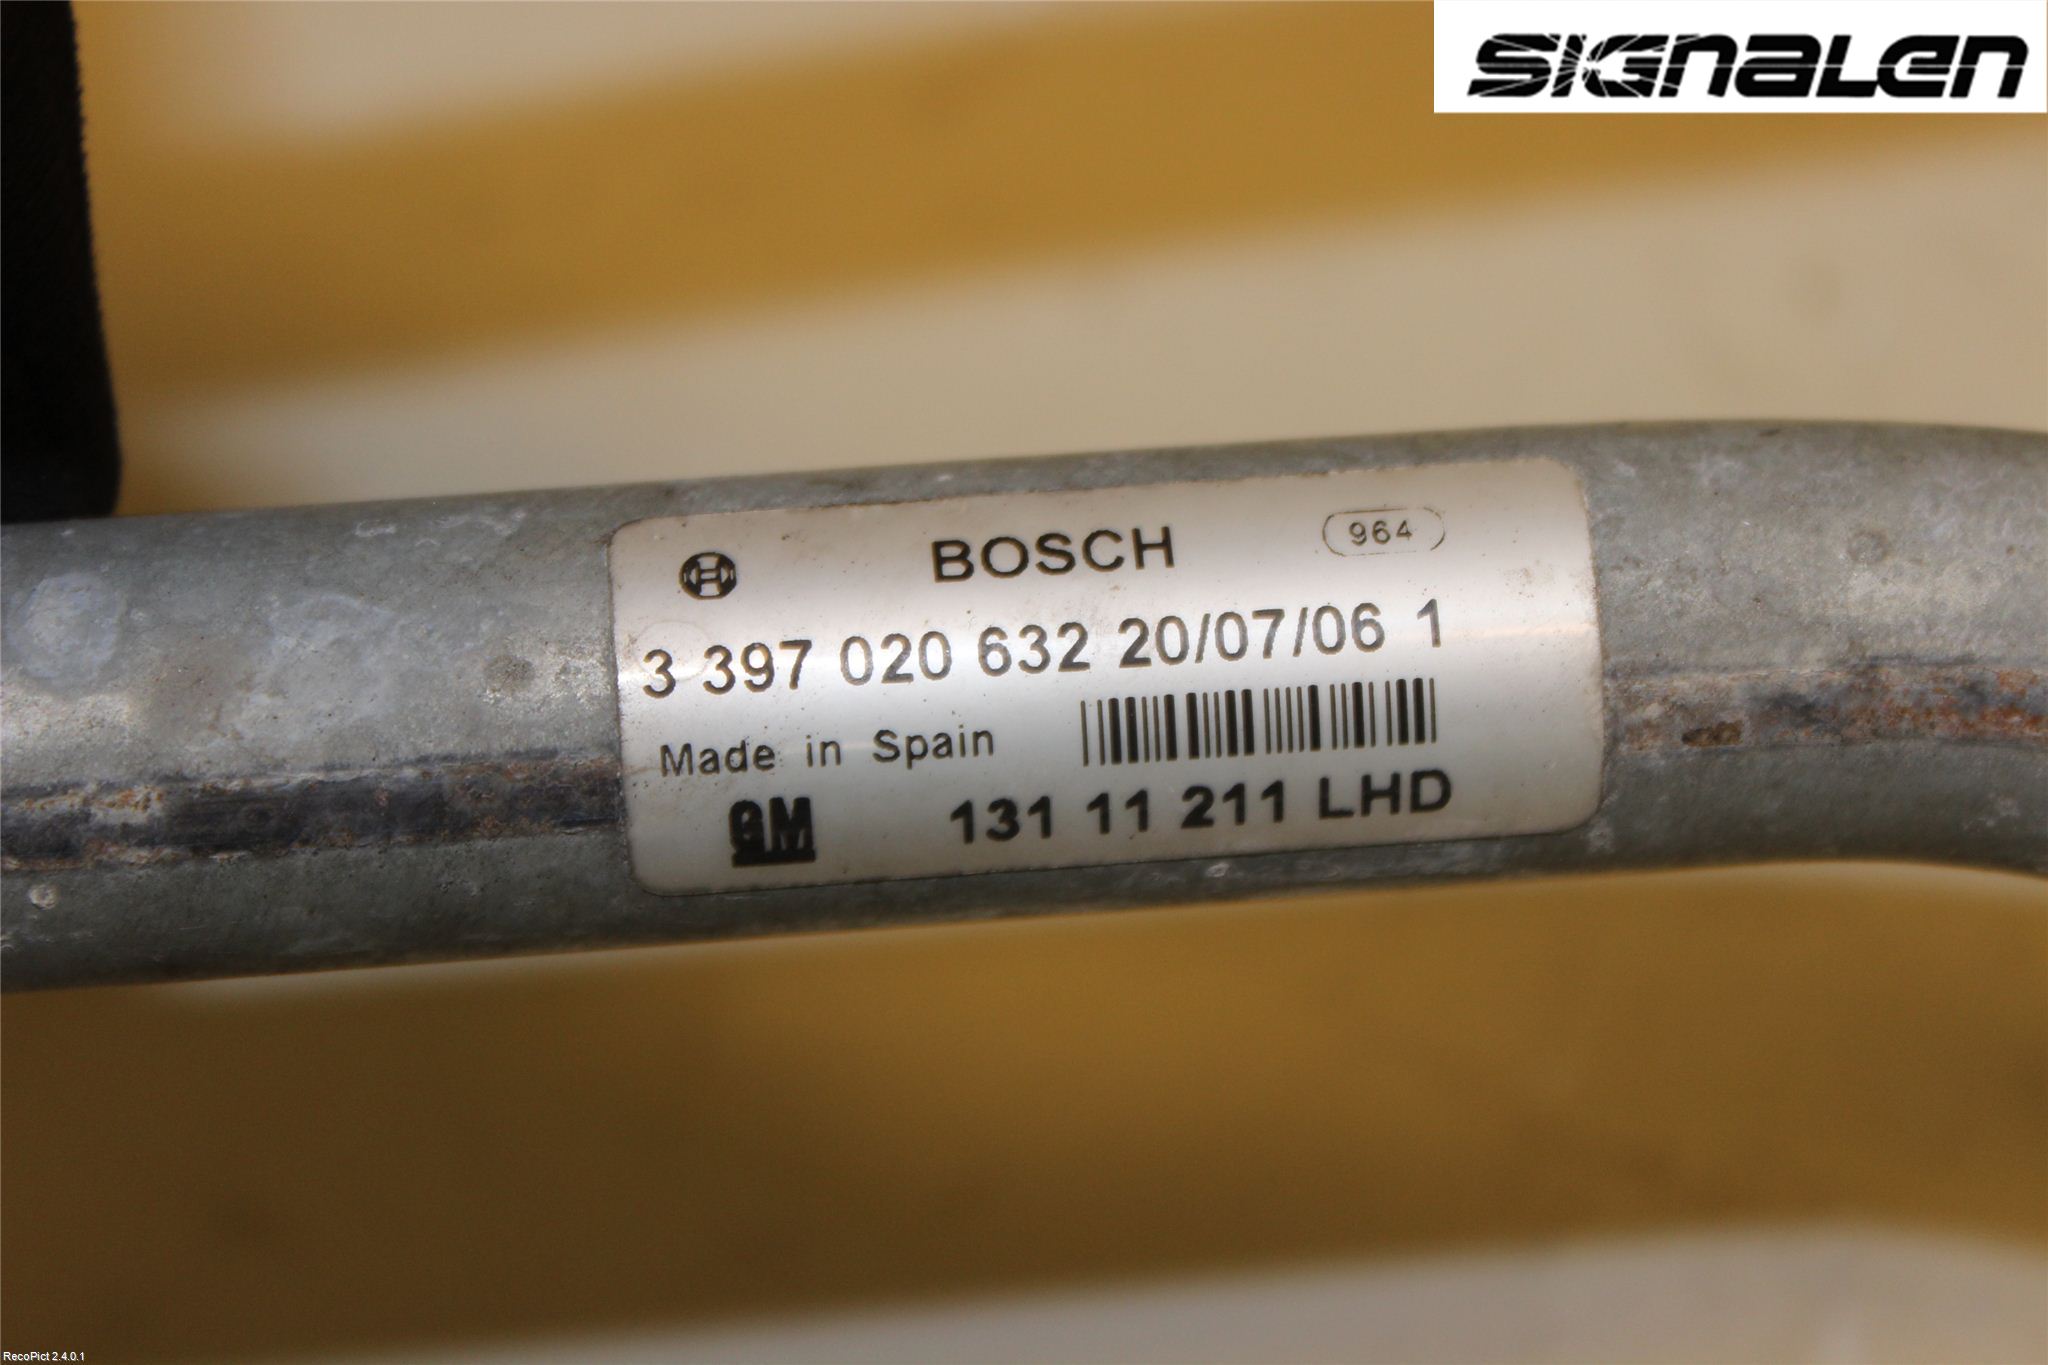 SIGNALEN
BOSCH 964
3 397 020 632 20/07/06 1
Made in Spain
GM 131 11 211 LHD
RecoPict 2.4.0.1